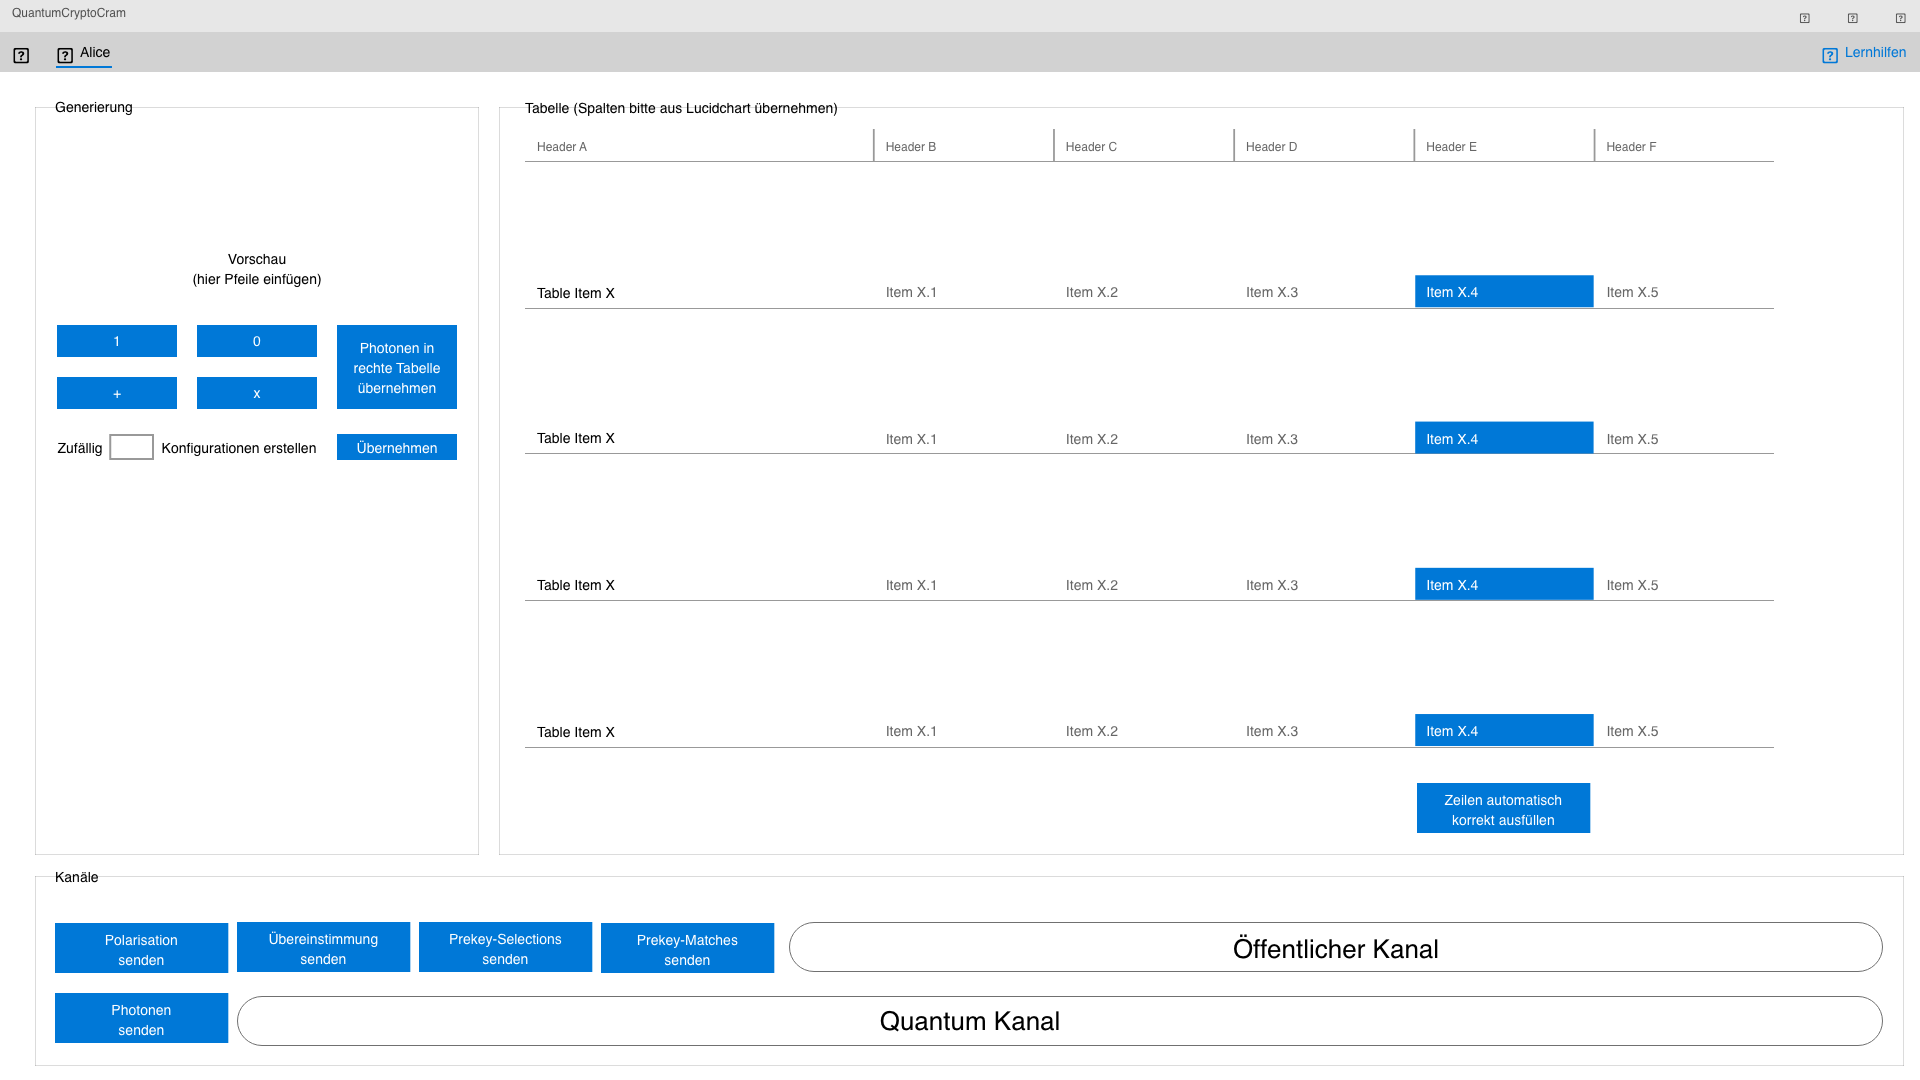 QuantumCryptoCram
Alice
Lernhilfen
Generierung
Vorschau
(hier Pfeile einfügen)
1
0
Photonen in
rechte Tabelle
übernehmen
+
x
Zufällig
Konfigurationen erstellen
Übernehmen
Tabelle (Spalten bitte aus Lucidchart übernehmen)
Header A Header B Header C Header D Header E Header F
Table Item X Item X.1 Item X.2 Item X.3 Item X.4 Item X.5
Table Item X Item X.1 Item X.2 Item X.3 Item X.4 Item X.5
Table Item X Item X.1 Item X.2 Item X.3 Item X.4 Item X.5
Table Item X Item X.1 Item X.2 Item X.3 Item X.4 Item X.5
Zeilen automatisch
korrekt ausfüllen
Kanäle
Polarisation
senden
Übereinstimmung
senden
Prekey-Selections
senden
Prekey-Matches
senden
Öffentlicher Kanal
Photonen
senden
Quantum Kanal